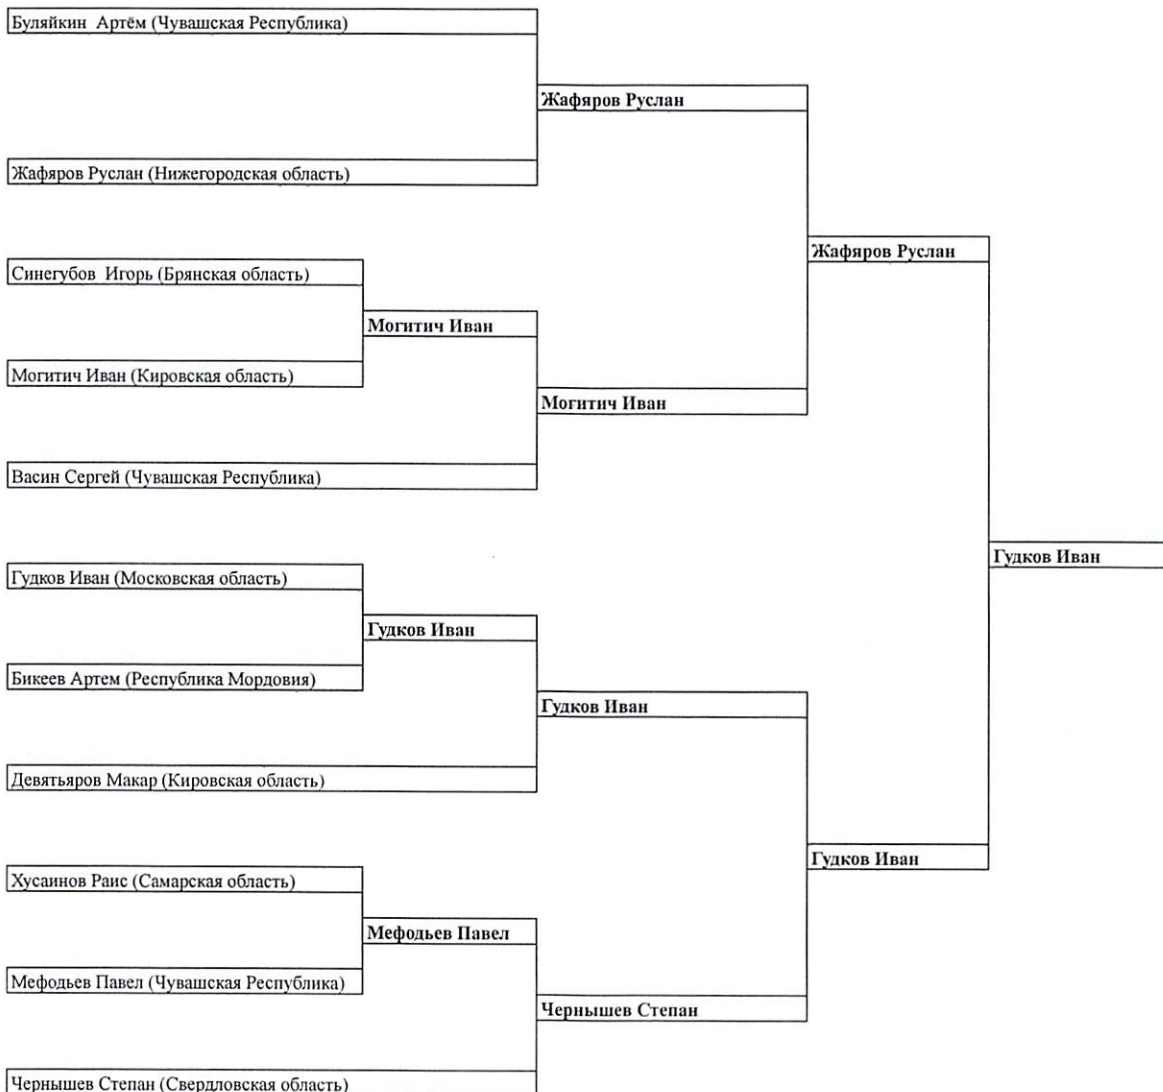 Буляйкин  Артём (Чувашская Республика)
Жафяров Руслан
Жафяров Руслан (Нижегородская область)
Жафяров Руслан
Синегубов  Игорь (Брянская область)
Могитич Иван
Могитич Иван (Кировская область)
Могитич Иван
Васин Сергей (Чувашская Республика)
Гудков Иван
Гудков Иван (Московская область)
Гудков Иван
Бикеев Артем (Республика Мордовия)
Гудков Иван
Девятьяров Макар (Кировская область)
Гудков Иван
Хусаинов Раис (Самарская область)
Мефодьев Павел
Мефодьев Павел (Чувашская Республика)
Чернышев Степан
Чернышев Степан (Свердловская область)